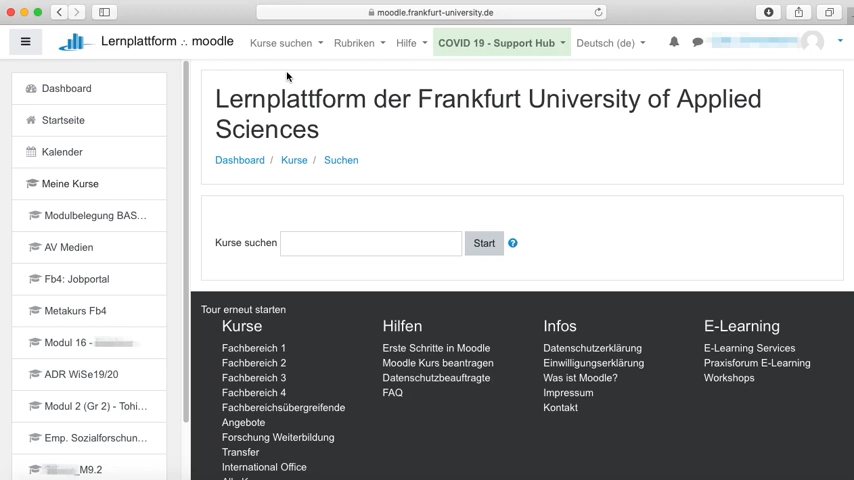 moodle.frankfurt-university.de
Lernplattform .:. moodle
Kurse suchen
Rubriken
Hilfe
COVID 19 - Support Hub
Deutsch (de)
Dashboard
Startseite
Kalender
Meine Kurse
Modulbelegung BAS...
AV Medien
Fb4: Jobportal
Metakurs Fb4
Modul 16 -
ADR WiSe19/20
Modul 2 (Gr 2) - Tohi...
Emp. Sozialforschun...
_M9.2
Lernplattform der Frankfurt University of Applied
Sciences
Dashboard / Kurse / Suchen
Kurse suchen
Start
Tour erneut starten
Kurse
Fachbereich 1
Fachbereich 2
Fachbereich 3
Fachbereich 4
Fachbereichsübergreifende
Angebote
Forschung Weiterbildung
Transfer
International Office
Hilfen
Erste Schritte in Moodle
Moodle Kurs beantragen
Datenschutzbeauftragte
FAQ
Infos
Datenschutzerklärung
Einwilligungserklärung
Was ist Moodle?
Impressum
Kontakt
E-Learning
E-Learning Services
Praxisforum E-Learning
Workshops